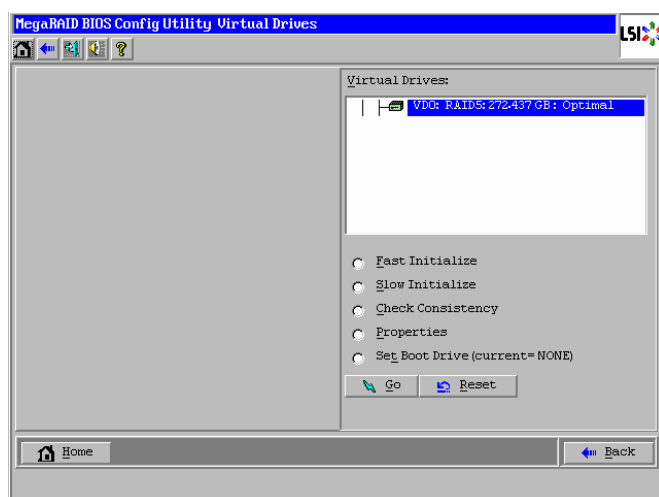 MegaRAID BIOS Config Utility Virtual Drives
LSI
Virtual Drives:
VD0: RAID5: 272.437 GB: Optimal
Fast Initialize
Slow Initialize
Check Consistency
Properties
Set Boot Drive (current= NONE)
Go
Reset
Home
Back